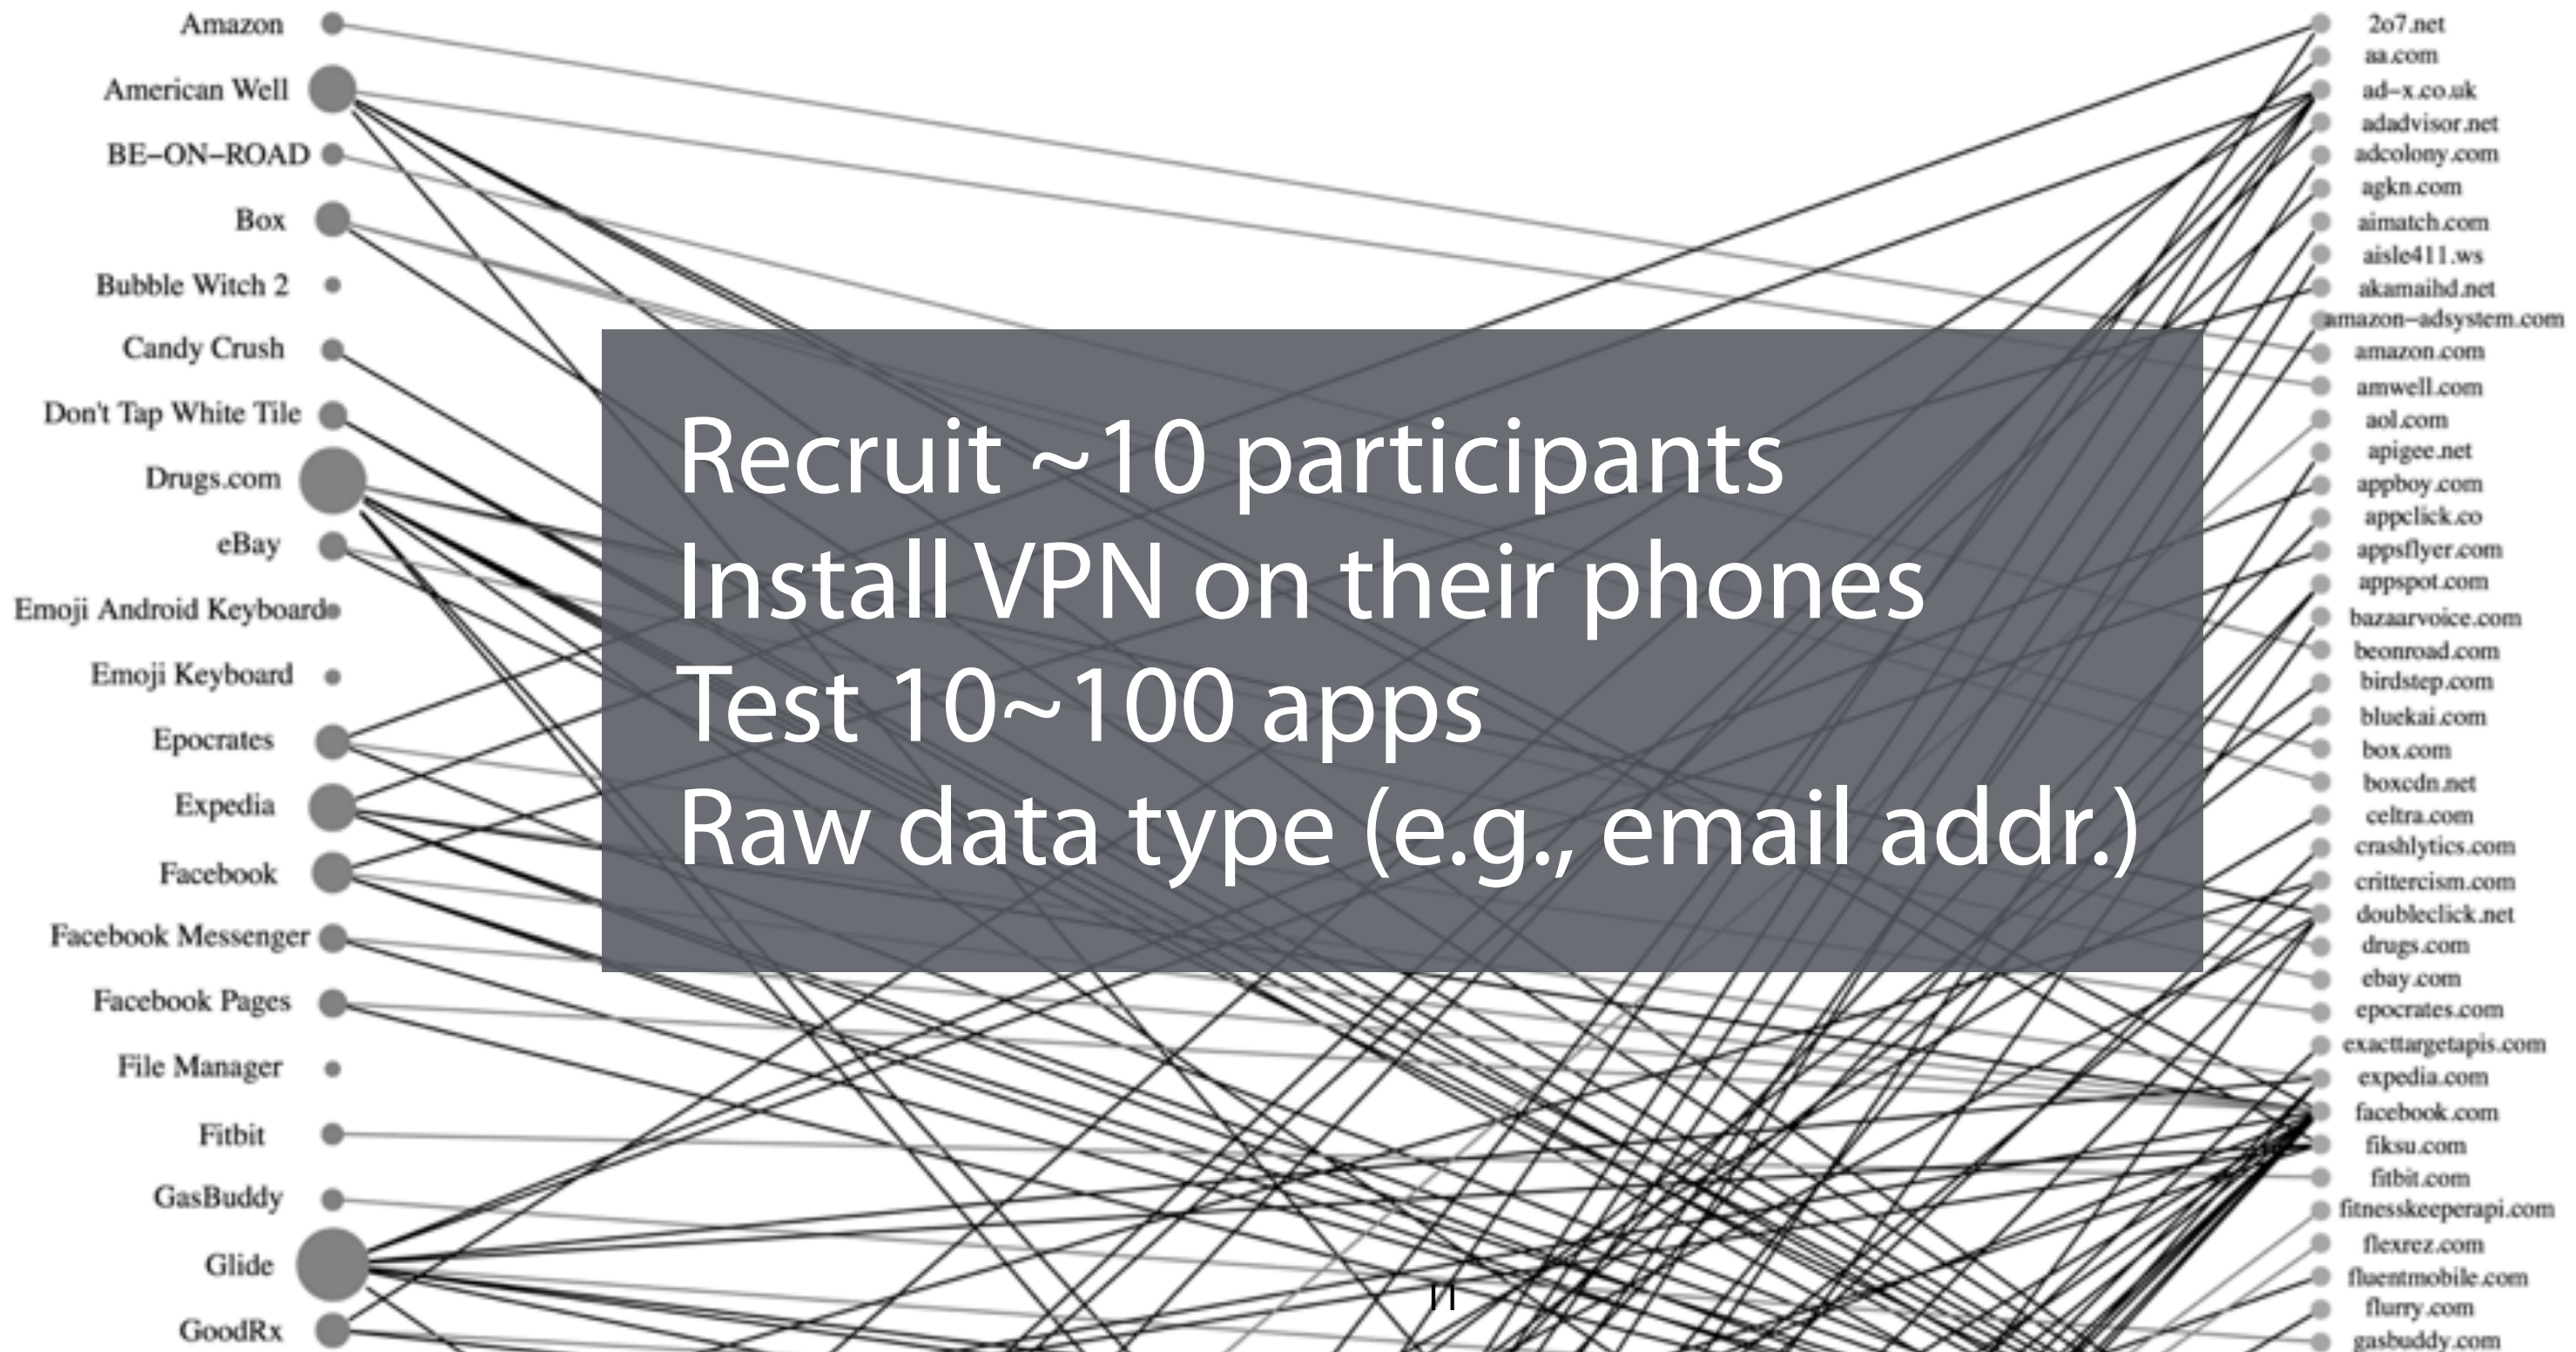 Amazon
American Well
BE-ON-ROAD
Box
Bubble Witch 2
Candy Crush
Don't Tap White Tile
Drugs.com
eBay
Emoji Android Keyboard
Emoji Keyboard
Epocrates
Expedia
Facebook
Facebook Messenger
Facebook Pages
File Manager
Fitbit
GasBuddy
Glide
GoodRx
Recruit ~10 participants
Install VPN on their phones
Test 10~100 apps
Raw data type (e.g., email addr.)
11
2o7.net
aa.com
ad-x.co.uk
adadvisor.net
adcolony.com
agkn.com
aimatch.com
aisle411.ws
akamaihd.net
amazon-adsystem.com
amazon.com
amwell.com
aol.com
apigee.net
appboy.com
appclick.co
appsflyer.com
appspot.com
bazaarvoice.com
beonroad.com
birdstep.com
bluekai.com
box.com
boxcdn.net
celtra.com
crashlytics.com
crittercism.com
doubleclick.net
drugs.com
ebay.com
epocrates.com
exacttargetapis.com
expedia.com
facebook.com
fiksu.com
fitbit.com
fitnesskeeperapi.com
flexrez.com
fluentmobile.com
flurry.com
gasbuddy.com